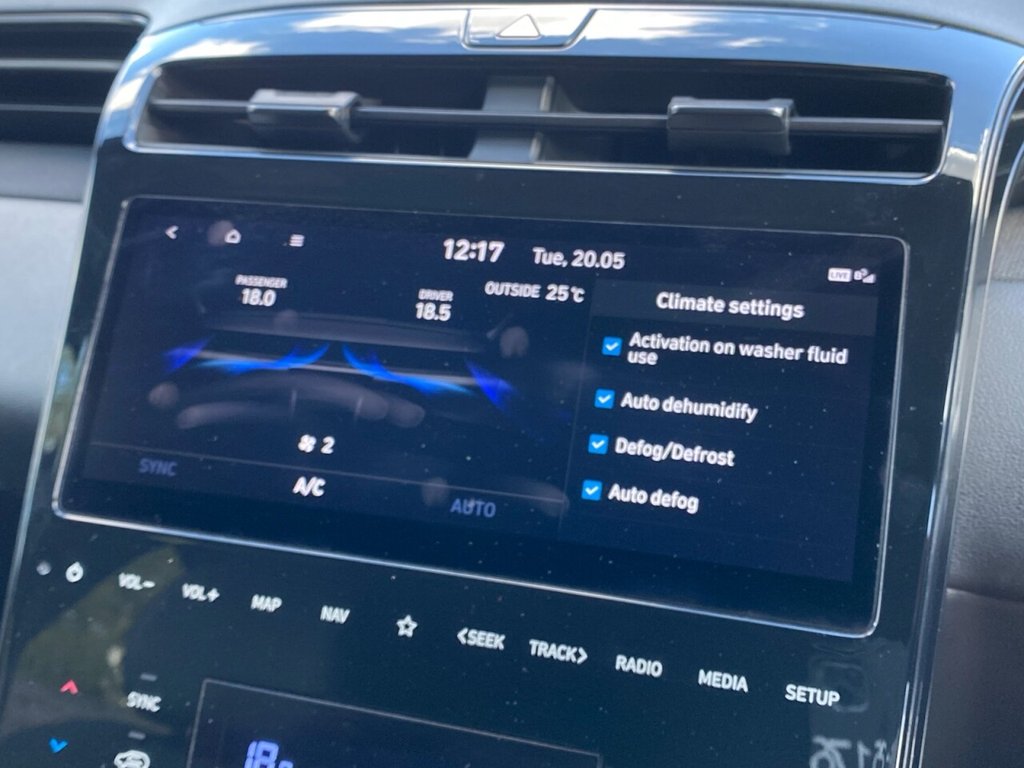 12:17 Tue, 20.05
LIVE
PASSENGER
18.0
DRIVER
18.5
OUTSIDE 25°C
Climate settings
Activation on washer fluid
use
Auto dehumidify
Defog/Defrost
Auto defog
2
SYNC
A/C
AUTO
VOL-
VOL+
MAP
NAV
<SEEK
TRACK>
RADIO
MEDIA
SETUP
SYNC